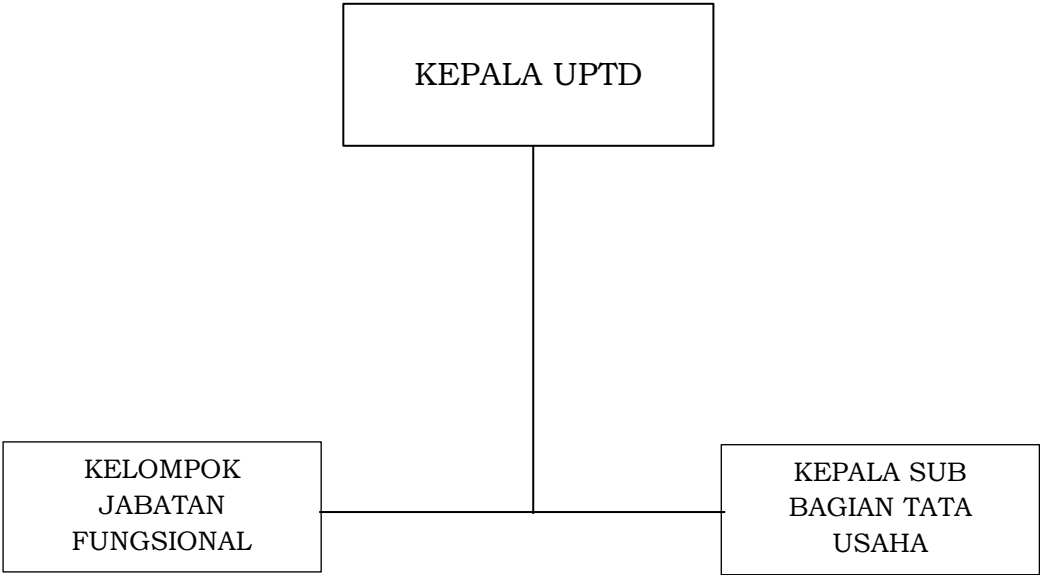 KEPALA UPTD
KELOMPOK
JABATAN
FUNGSIONAL
KEPALA SUB
BAGIAN TATA
USAHA